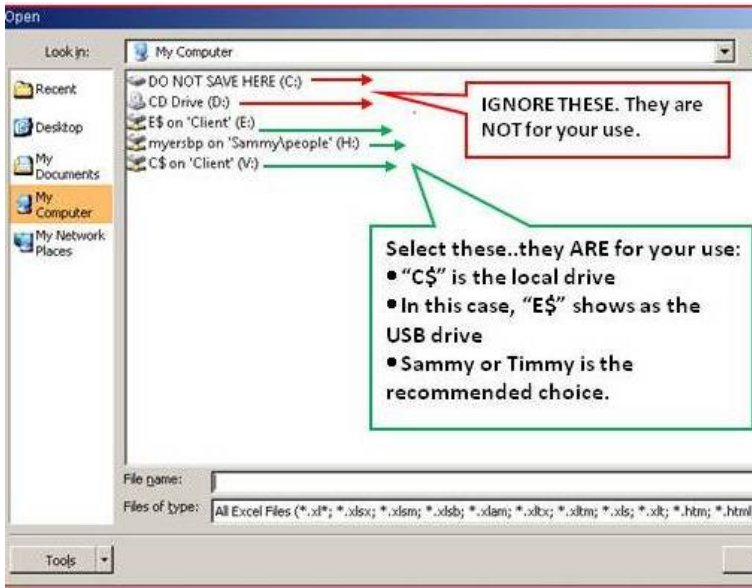 Open
Look in:
My Computer
Recent
Desktop
My
Documents
My
Computer
My Network
Places
DO NOT SAVE HERE (C:)
CD Drive (D:)
E$ on 'Client' (E:)
myersbp on 'Sammy\people' (H:)
C$ on 'Client' (V:)
IGNORE THESE. They are
NOT for your use.
Select these..they ARE for your use:
•"C$" is the local drive
•In this case, "E$" shows as the
USB drive
•Sammy or Timmy is the
recommended choice.
File name:
Files of type:
All Excel Files (*.xl*; *.xlsx; *.xlsm; *.xlsb; *.xlam; *.xltx; *.xltm; *.xls; *.xlt; *.htm; *.html
Tools